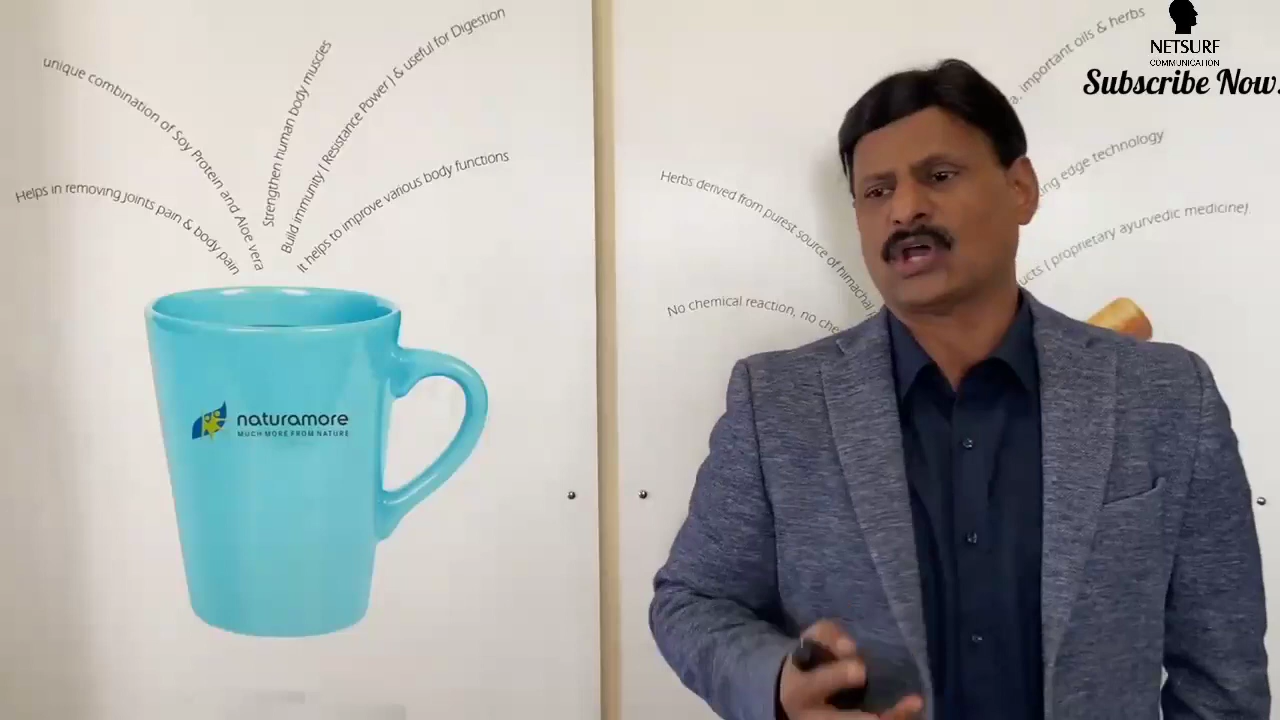 unique combination of Soy Protein and Aloe vera
Strengthen human body muscles
Build immunity ( Resistance Power ) & useful for Digestion
Helps in removing joints pain & body pain
It helps to improve various body functions
naturamore
MUCH MORE FROM NATURE
important oils & herbs
edge technology
Herbs derived from purest source of himachal
proprietary ayurvedic medicine)
No chemical reaction, no
NETSURF
COMMUNICATION
Subscribe Now.